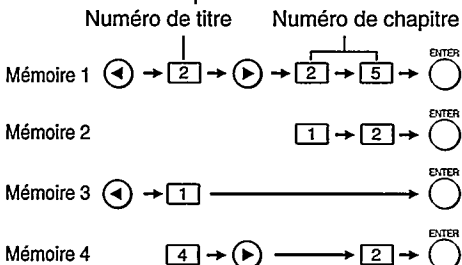 Numéro de titre Numéro de chapitre
ENTER
Mémoire 1 2 2 5
ENTER
Mémoire 2 1 2
ENTER
Mémoire 3 1
ENTER
Mémoire 4 4 2